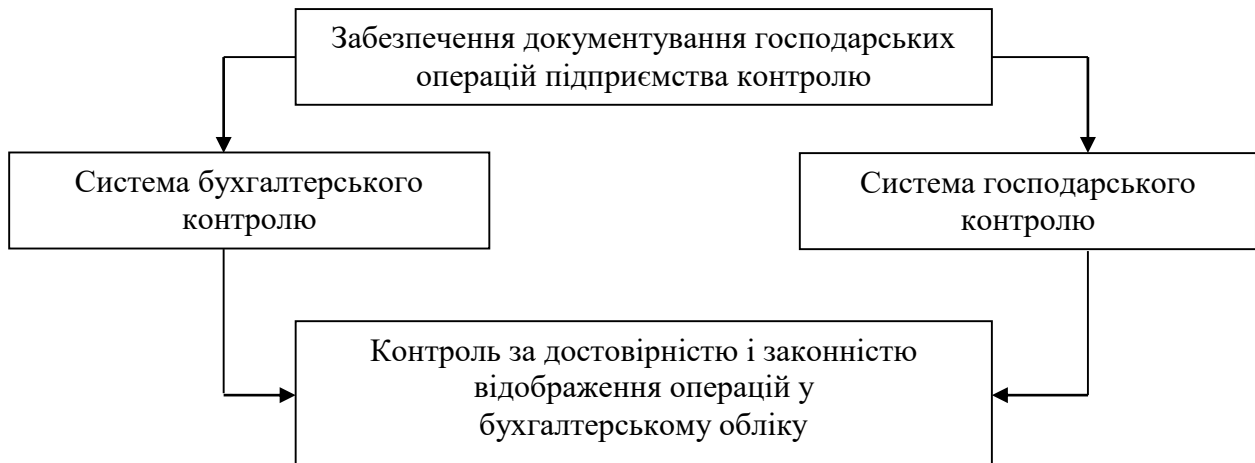 Забезпечення документування господарських
операцій підприємства контролю
Система бухгалтерського
контролю
Система господарського
контролю
Контроль за достовірністю і законністю
відображення операцій у
бухгалтерському обліку